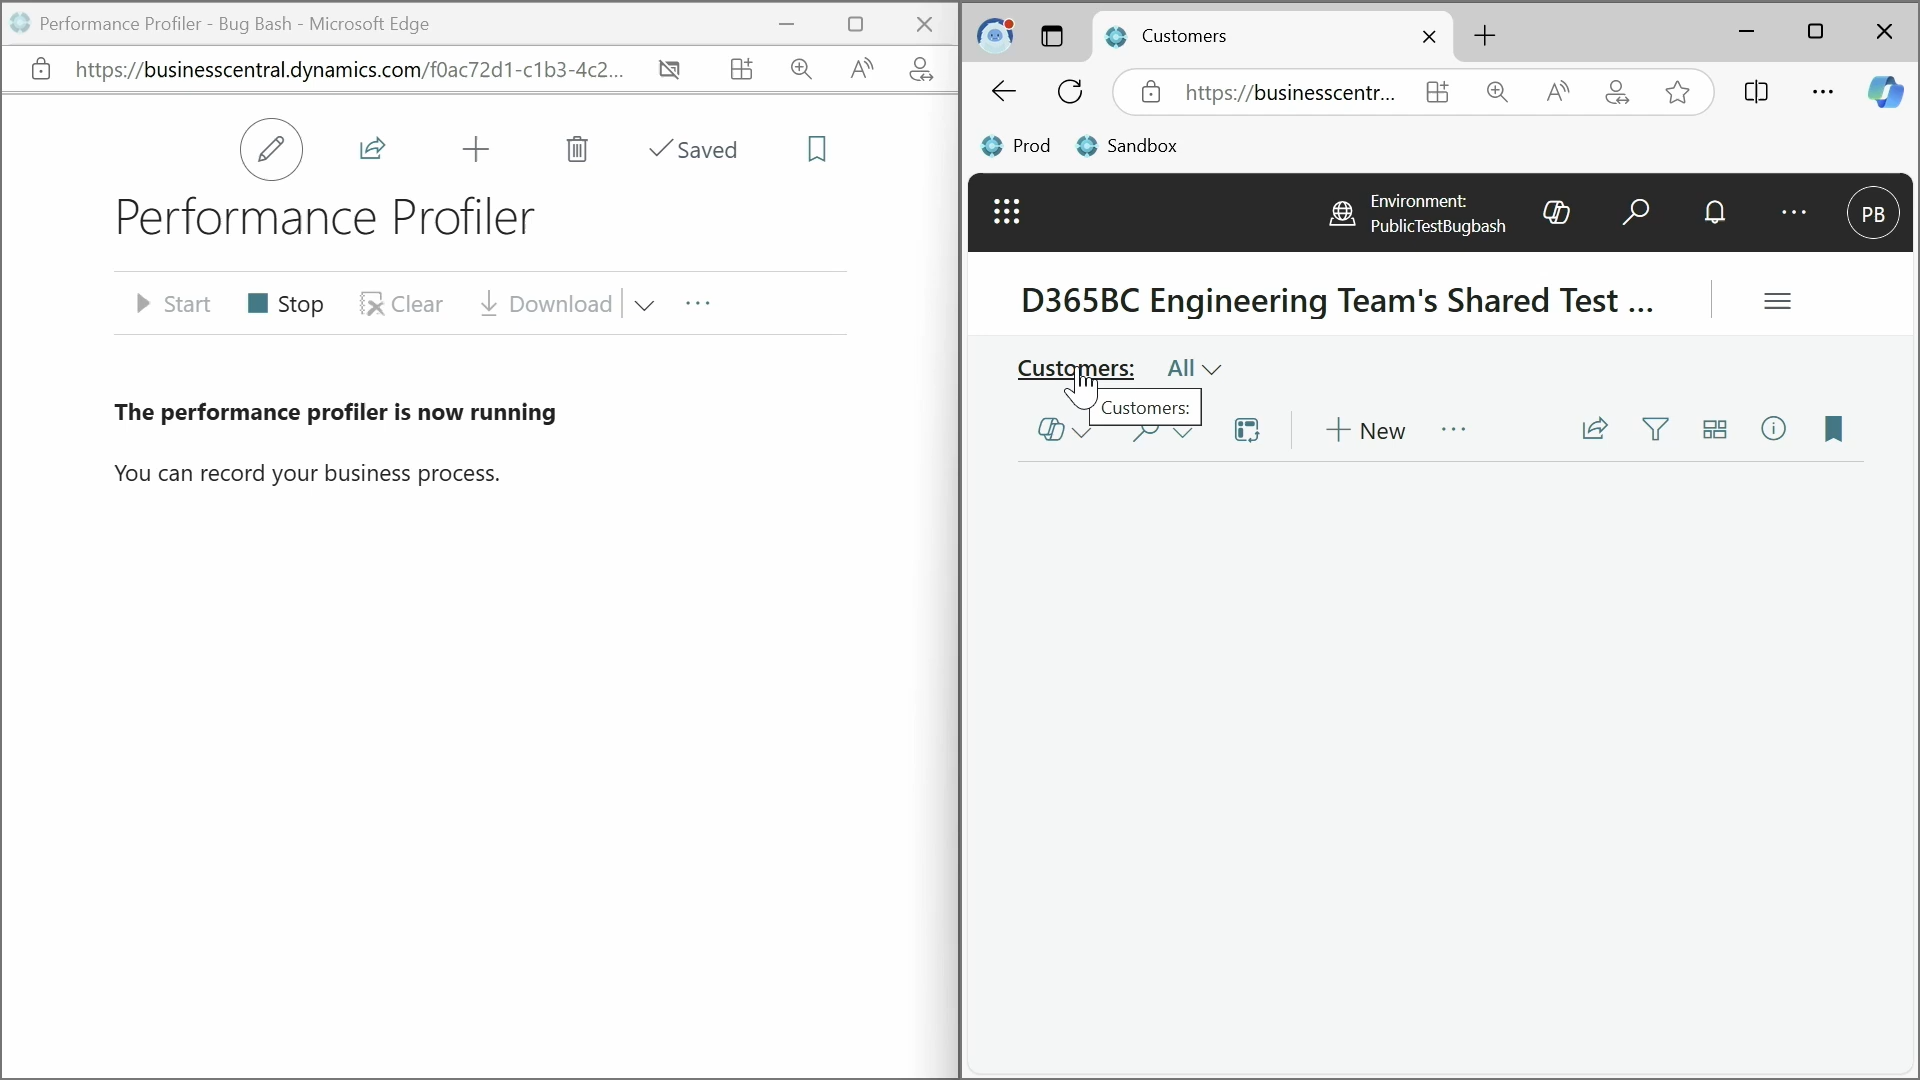 Performance Profiler - Bug Bash - Microsoft Edge
https://businesscentral.dynamics.com/f0ac72d1-c1b3-4c2...
Saved
Performance Profiler
Start Stop Clear Download
The performance profiler is now running
You can record your business process.
Customers
https://businesscentr...
Prod Sandbox
Environment:
PublicTestBugbash
PB
D365BC Engineering Team's Shared Test ...
Customers: All
Customers:
New